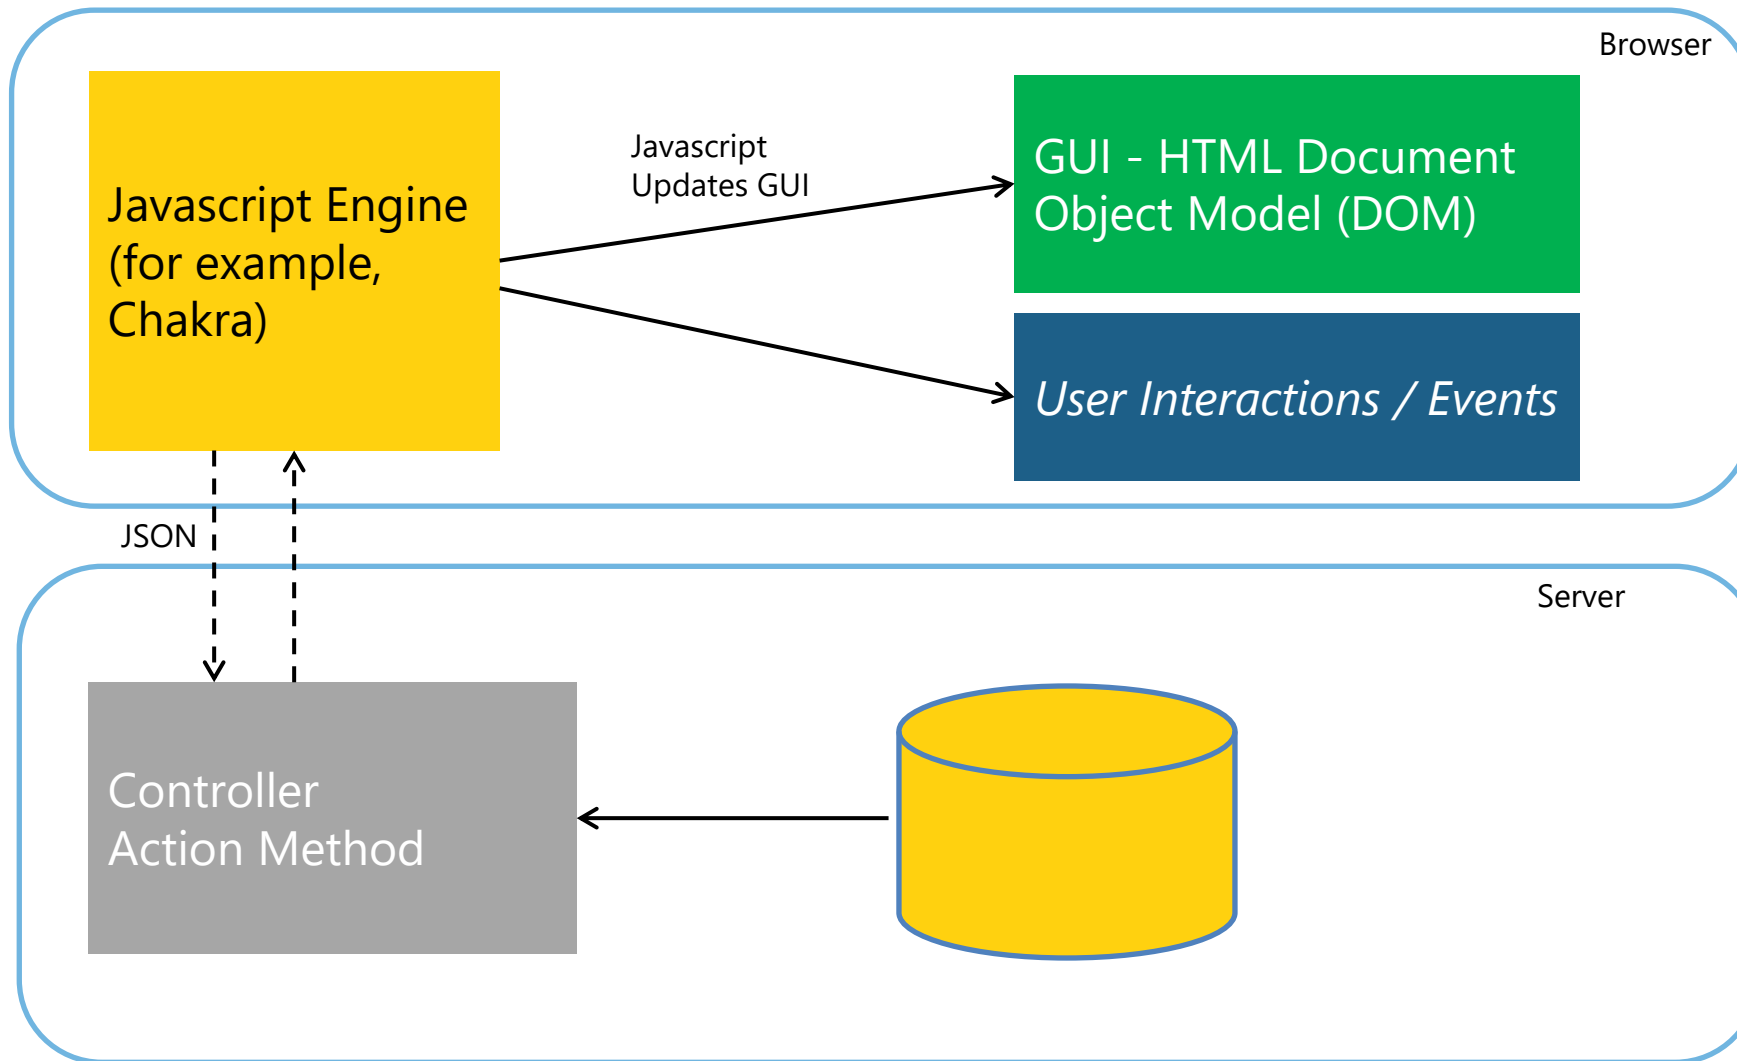 Browser
Javascript Engine
(for example,
Chakra)
Javascript
Updates GUI
GUI - HTML Document
Object Model (DOM)
User Interactions / Events
JSON
Server
Controller
Action Method